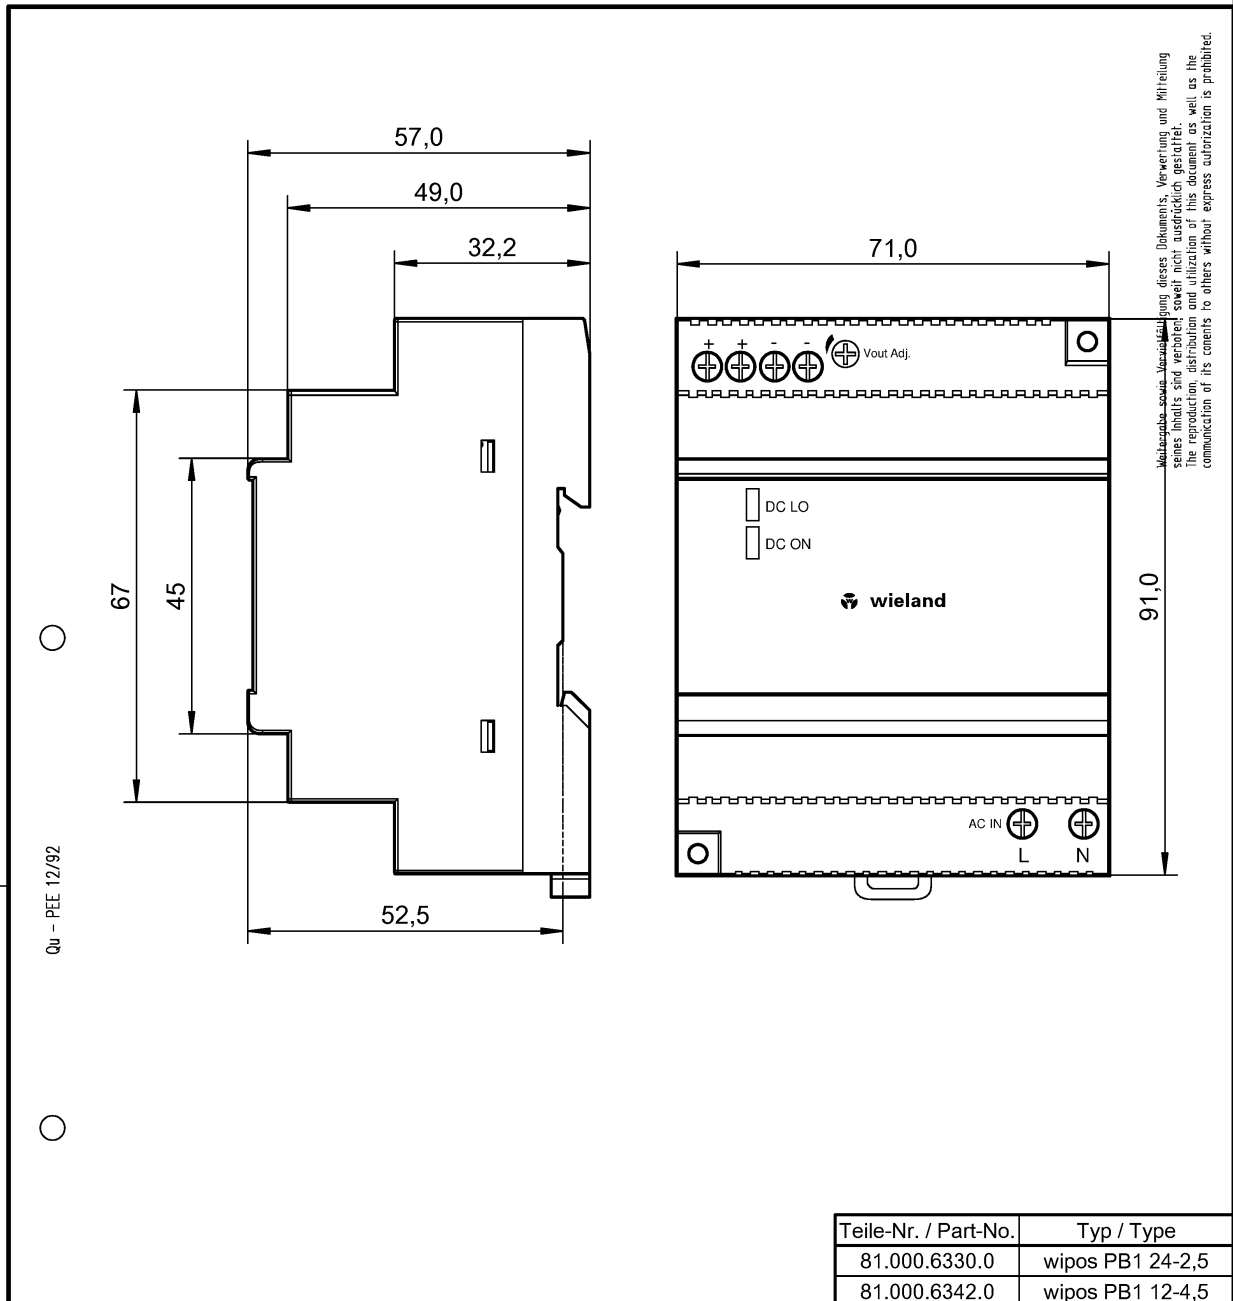 57,0
49,0
32,2
71,0
67
45
91,0
52,5
+ + - -
Vout Adj.
DC LO
DC ON
wieland
AC IN
L N
Weitergabe sowie Vervielfältigung dieses Dokuments, Verwertung und Mitteilung
seines Inhalts sind verboten, soweit nicht ausdrücklich gestattet.
The reproduction, distribution and utilization of this document as well as the
communication of its conents to others without express autorization is prohibited.
Qu - PEE 12/92
Teile-Nr. / Part-No. Typ / Type
81.000.6330.0 wipos PB1 24-2,5
81.000.6342.0 wipos PB1 12-4,5